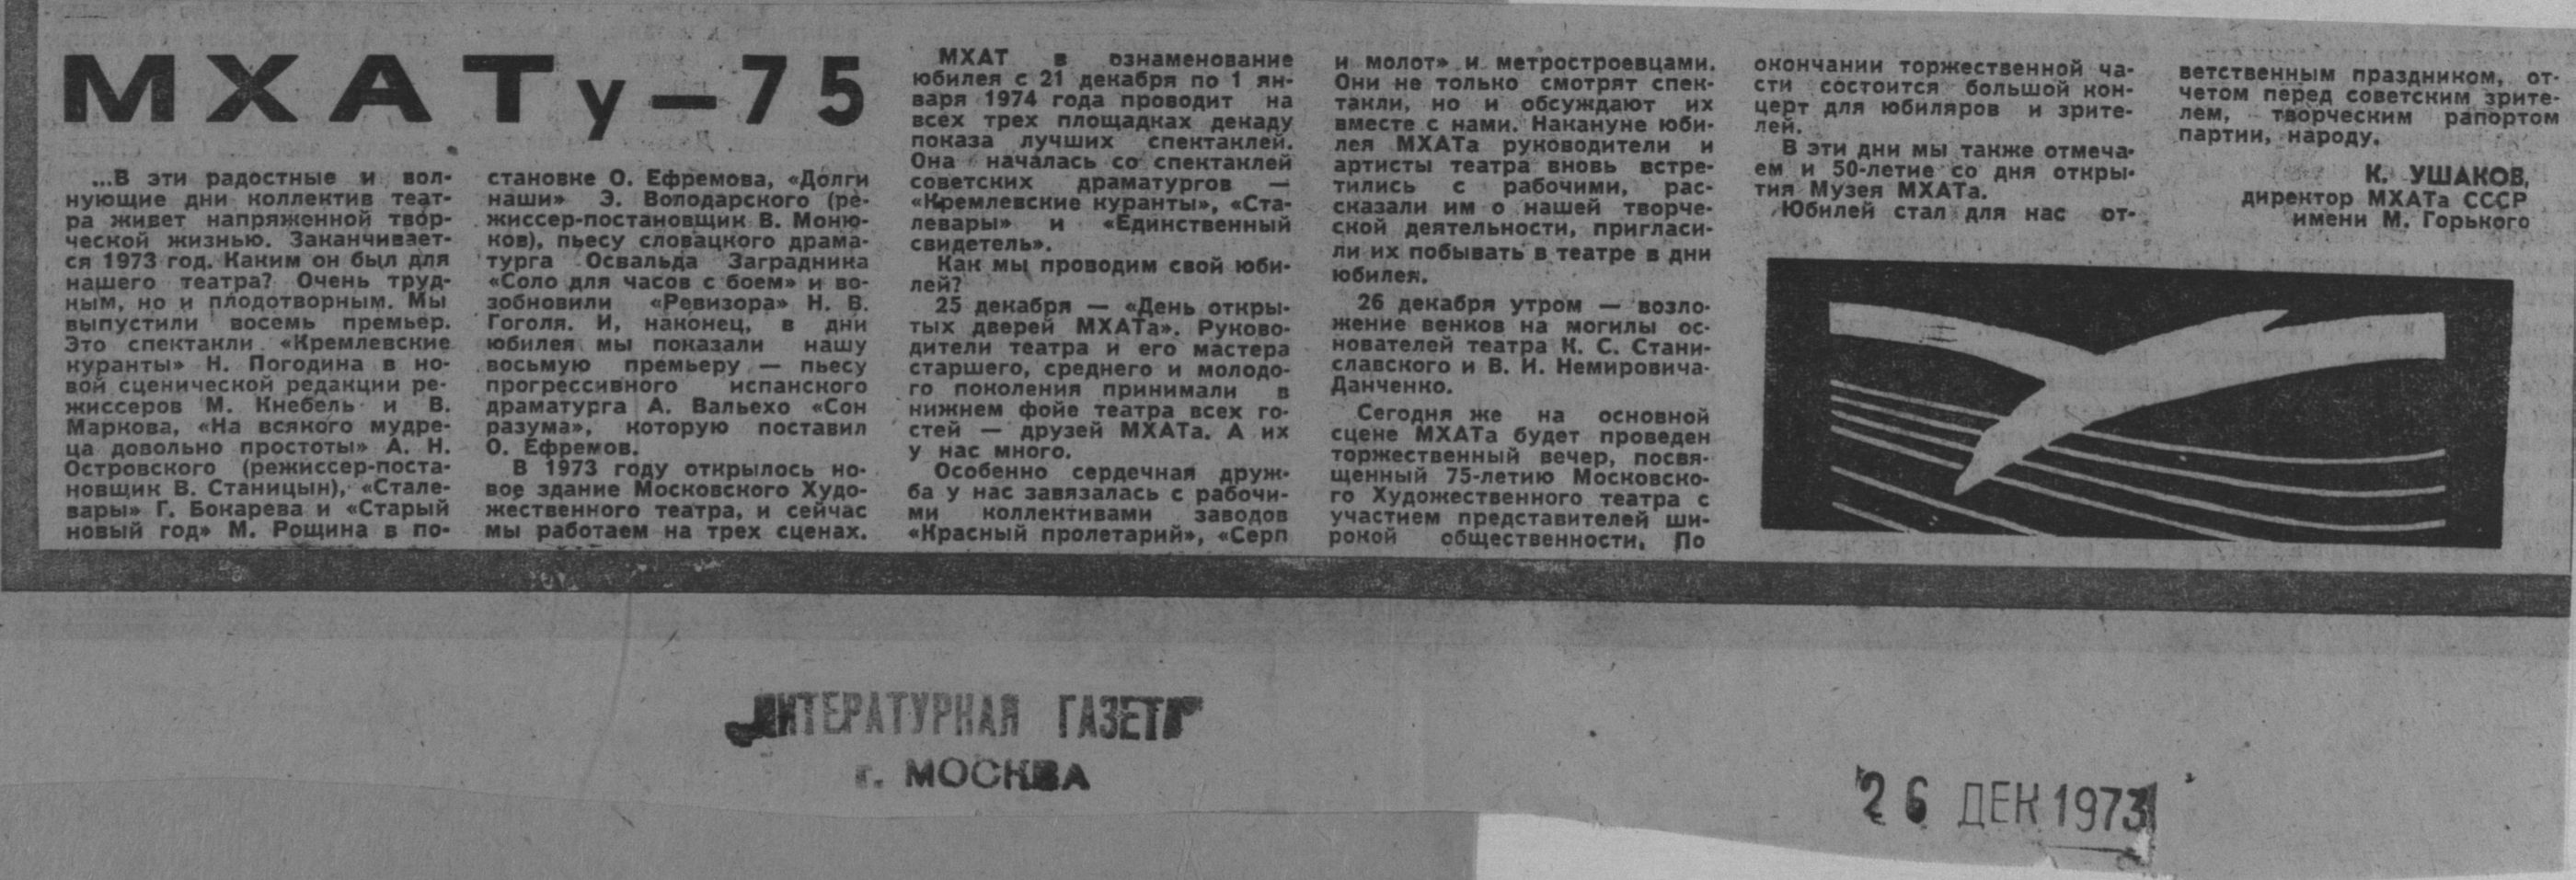 МХАТу—75
...В эти радостные и вол-
нующие дни коллектив теат-
ра живет напряженной твор-
ческой жизнью. Заканчивает-
ся 1973 год. Каким он был для
нашего театра? Очень труд-
ным, но и плодотворным. Мы
выпустили восемь премьер.
Это спектакли «Кремлевские
куранты» Н. Погодина в но-
вой сценической редакции ре-
жиссеров М. Кнебель и В.
Маркова, «На всякого мудре-
ца довольно простоты» А. Н.
Островского (режиссер-поста-
новщик В. Станицын), «Стале-
вары» Г. Бокарева и «Старый
новый год» М. Рощина в по-
становке О. Ефремова, «Долги
наши» Э. Володарского (ре-
жиссер-постановщик В. Моню-
ков), пьесу словацкого драма-
турга Освальда Заградника
«Соло для часов с боем» и во-
зобновили «Ревизора» Н. В.
Гоголя. И, наконец, в дни
юбилея мы показали нашу
восьмую премьеру — пьесу
прогрессивного испанского
драматурга А. Вальехо «Сон
разума», которую поставил
О. Ефремов.
В 1973 году открылось но-
вое здание Московского Худо-
жественного театра, и сейчас
мы работаем на трех сценах.
МХАТ в ознаменование
юбилея с 21 декабря по 1 ян-
варя 1974 года проводит на
всех трех площадках декаду
показа лучших спектаклей.
Она началась со спектаклей
советских драматургов —
«Кремлевские куранты», «Ста-
левары» и «Единственный
свидетель».
Как мы проводим свой юби-
лей?
25 декабря — «День откры-
тых дверей МХАТа». Руково-
дители театра и его мастера
старшего, среднего и молодо-
го поколения принимали в
нижнем фойе театра всех го-
стей — друзей МХАТа. А их
у нас много.
Особенно сердечная друж-
ба у нас завязалась с рабочи-
ми коллективами заводов
«Красный пролетарий», «Серп
и молот» и метростроевцами.
Они не только смотрят спек-
такли, но и обсуждают их
вместе с нами. Накануне юби-
лея МХАТа руководители и
артисты театра вновь встре-
тились с рабочими, рас-
сказали им о нашей творче-
ской деятельности, пригласи-
ли их побывать в театре в дни
юбилея.
26 декабря утром — возло-
жение венков на могилы ос-
нователей театра К. С. Стани-
славского и В. И. Немировича-
Данченко.
Сегодня же на основной
сцене МХАТа будет проведен
торжественный вечер, посвя-
щенный 75-летию Московско-
го Художественного театра с
участием представителей ши-
рокой общественности. По
окончании торжественной ча-
сти состоится большой кон-
церт для юбиляров и зрите-
лей.
В эти дни мы также отмеча-
ем и 50-летие со дня откры-
тия Музея МХАТа.
Юбилей стал для нас от-
ветственным праздником, от-
четом перед советским зрите-
лем, творческим рапортом
партии, народу.
К. УШАКОВ,
директор МХАТа СССР
имени М. Горького
ЛИТЕРАТУРНАЯ ГАЗЕТА
г. МОСКВА
26 ДЕК 1973